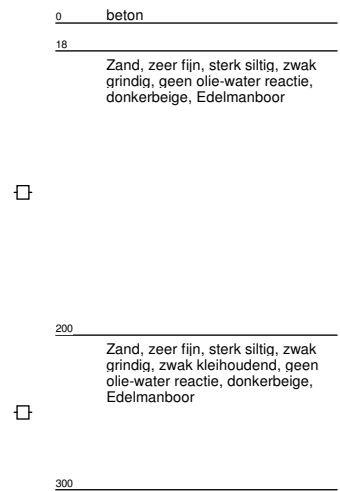 0 beton
18
Zand, zeer fijn, sterk siltig, zwak
grindig, geen olie-water reactie,
donkerbeige, Edelmanboor
200
Zand, zeer fijn, sterk siltig, zwak
grindig, zwak kleihoudend, geen
olie-water reactie, donkerbeige,
Edelmanboor
300